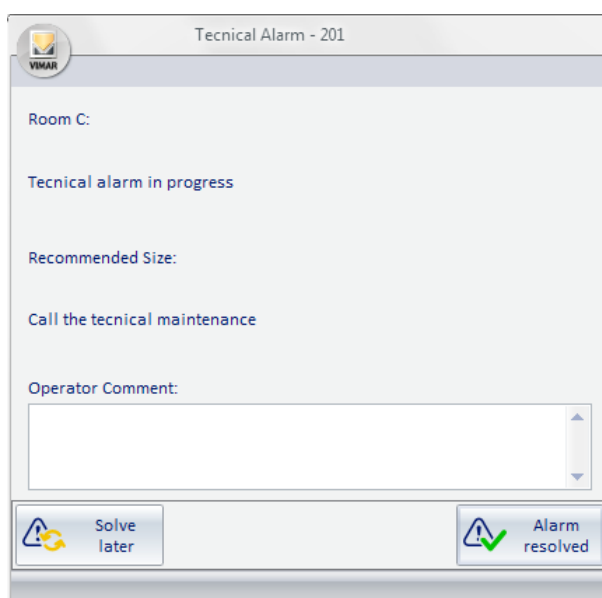 Tecnical Alarm - 201
VIMAR
Room C:
Tecnical alarm in progress
Recommended Size:
Call the tecnical maintenance
Operator Comment:
Solve
later
Alarm
resolved